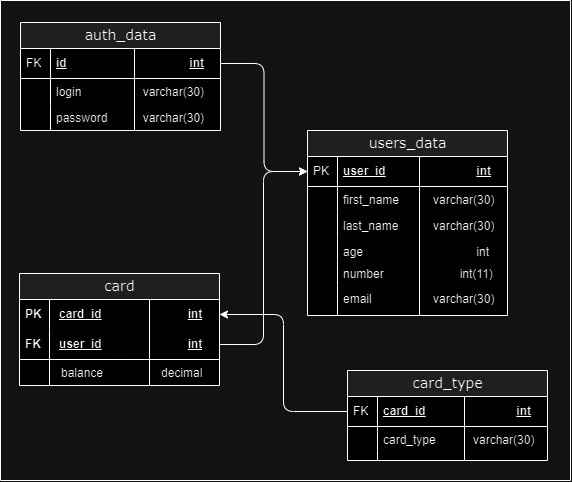 auth_data
FK id int
login varchar(30)
password varchar(30)
users_data
PK user_id int
first_name varchar(30)
last_name varchar(30)
age int
number int(11)
email varchar(30)
card
PK card_id int
FK user_id int
balance decimal
card_type
FK card_id int
card_type varchar(30)